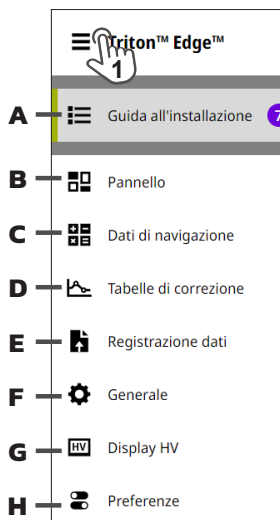 Triton™ Edge™
1
A Guida all'installazione 7
B Pannello
C Dati di navigazione
D Tabelle di correzione
E Registrazione dati
F Generale
G HV Display HV
H Preferenze